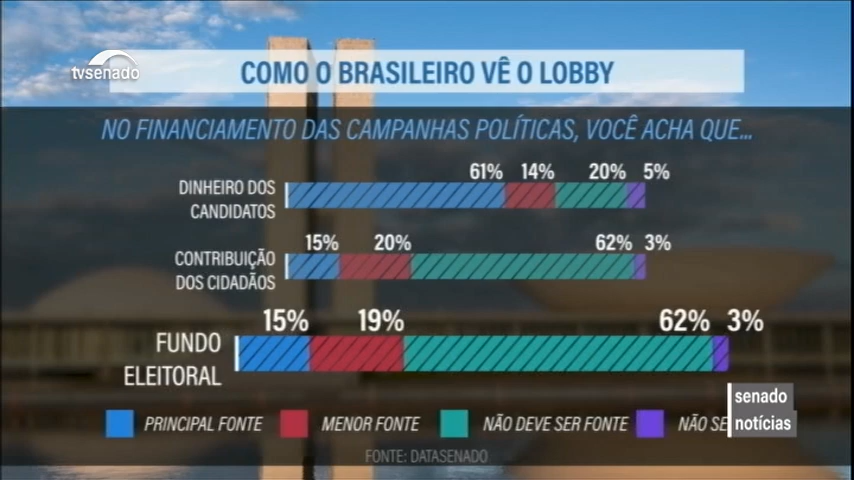 tvsenado
COMO O BRASILEIRO VÊ O LOBBY
NO FINANCIAMENTO DAS CAMPANHAS POLÍTICAS, VOCÊ ACHA QUE...
61% 14% 20% 5%
DINHEIRO DOS
CANDIDATOS
15% 20% 62% 3%
CONTRIBUIÇÃO
DOS CIDADÃOS
15% 19% 62% 3%
FUNDO
ELEITORAL
PRINCIPAL FONTE MENOR FONTE NÃO DEVE SER FONTE NÃO SE
senado
notícias
FONTE: DATASENADO